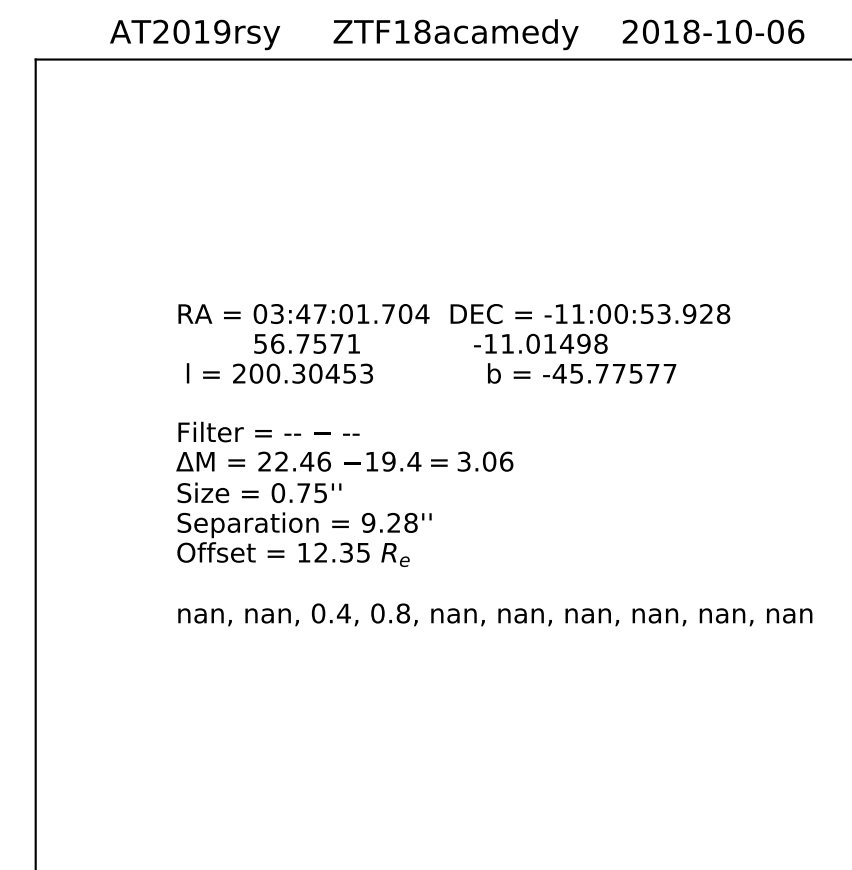 AT2019rsy ZTF18acamedy 2018-10-06
RA = 03:47:01.704 DEC = -11:00:53.928
56.7571 -11.01498
l = 200.30453 b = -45.77577
Filter = -- − --
ΔM = 22.46 −19.4 = 3.06
Size = 0.75''
Separation = 9.28''
Offset = 12.35 Re
nan, nan, 0.4, 0.8, nan, nan, nan, nan, nan, nan